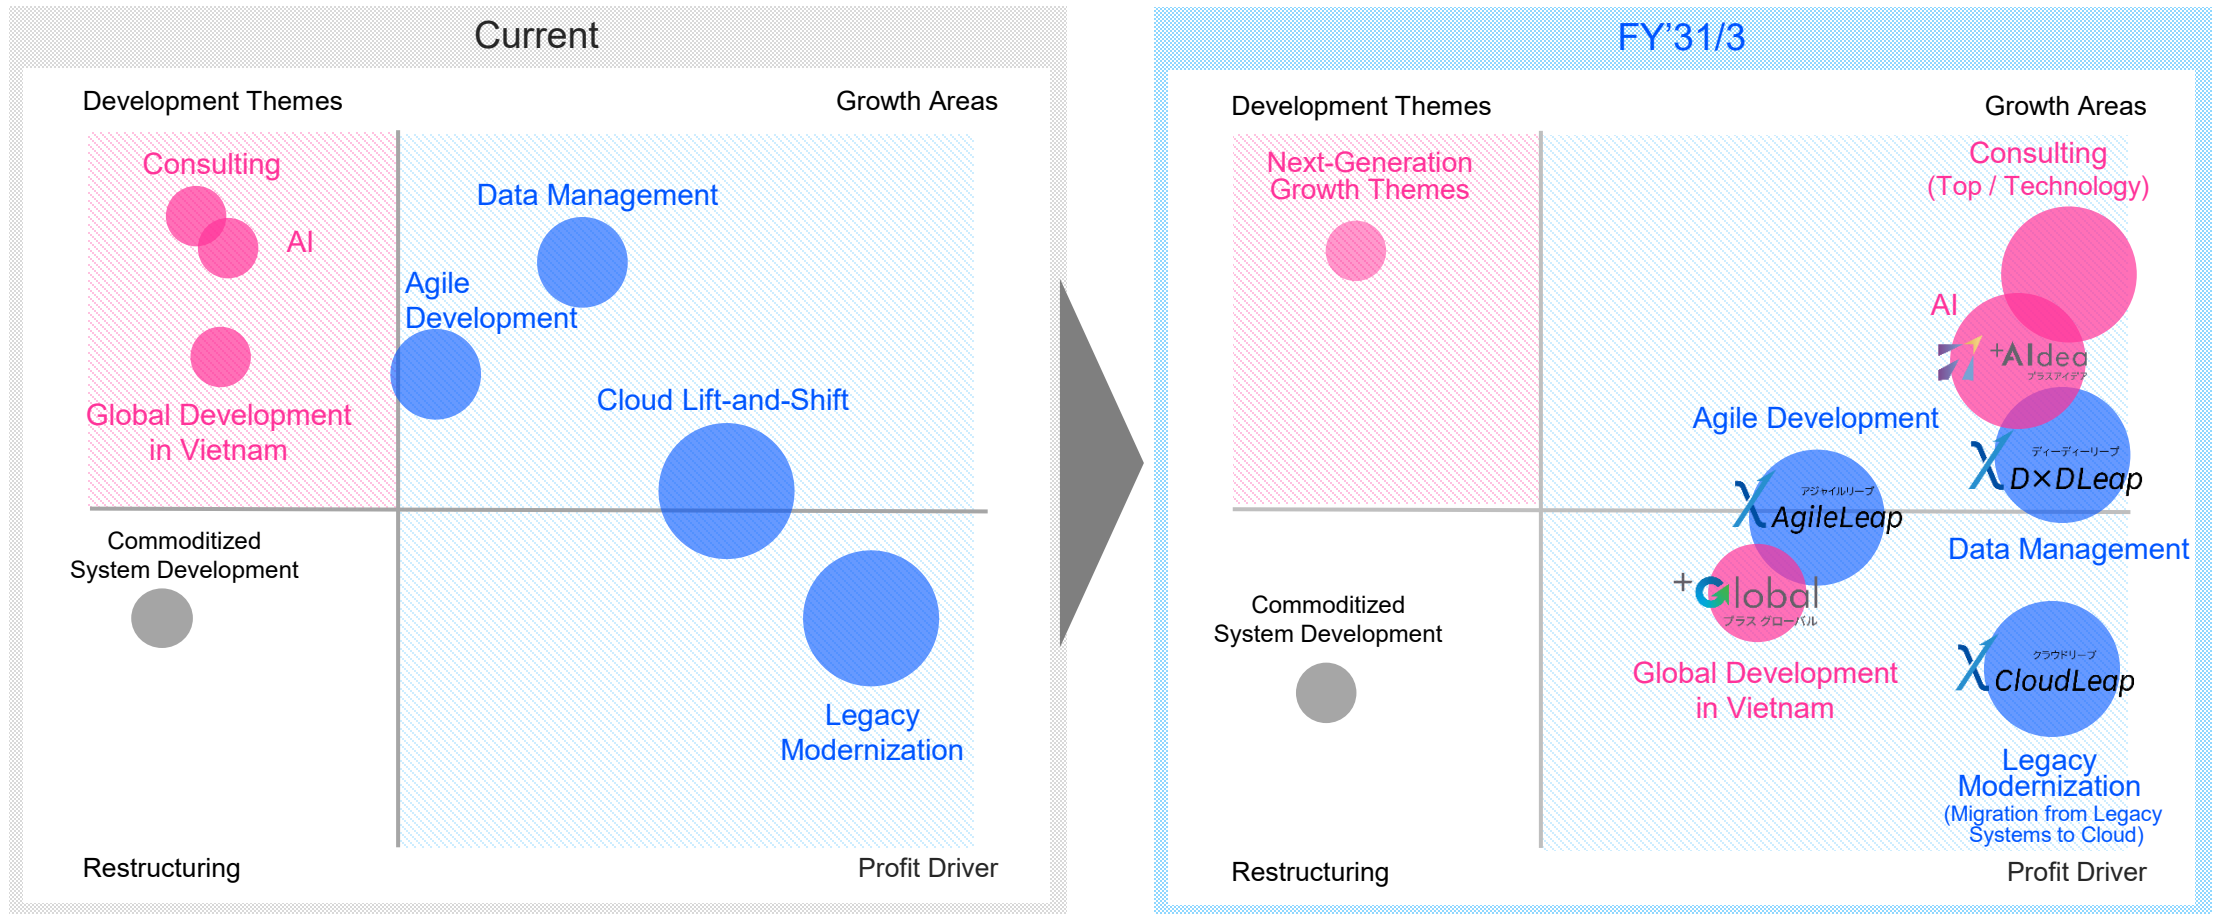 Current
Development Themes
Growth Areas
Consulting
AI
Data Management
Agile
Development
Global Development
in Vietnam
Cloud Lift-and-Shift
Commoditized
System Development
Legacy
Modernization
Restructuring
Profit Driver
FY’31/3
Development Themes
Growth Areas
Next-Generation
Growth Themes
Consulting
(Top / Technology)
AI
+AIdea
プラスアイデア
Agile Development
ディーディーリープ
D×DLeap
アジャイルリープ
AgileLeap
Data Management
+Global
プラス グローバル
Commoditized
System Development
Global Development
in Vietnam
クラウドリープ
CloudLeap
Legacy
Modernization
(Migration from Legacy
Systems to Cloud)
Restructuring
Profit Driver